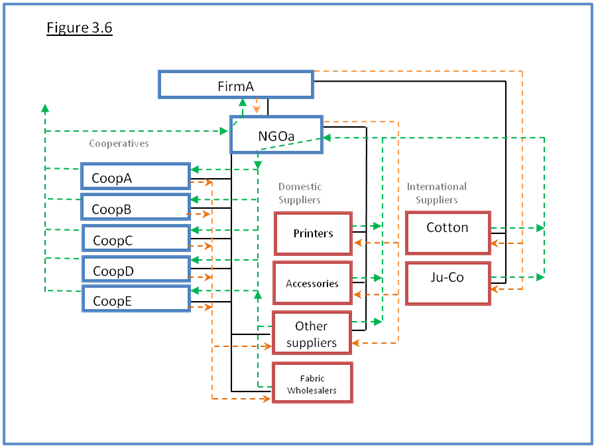 Figure 3.6
FirmA
NGOa
Cooperatives
CoopA
CoopB
CoopC
CoopD
CoopE
Domestic
Suppliers
Printers
Accessories
Other
suppliers
Fabric
Wholesalers
International
Suppliers
Cotton
Ju-Co